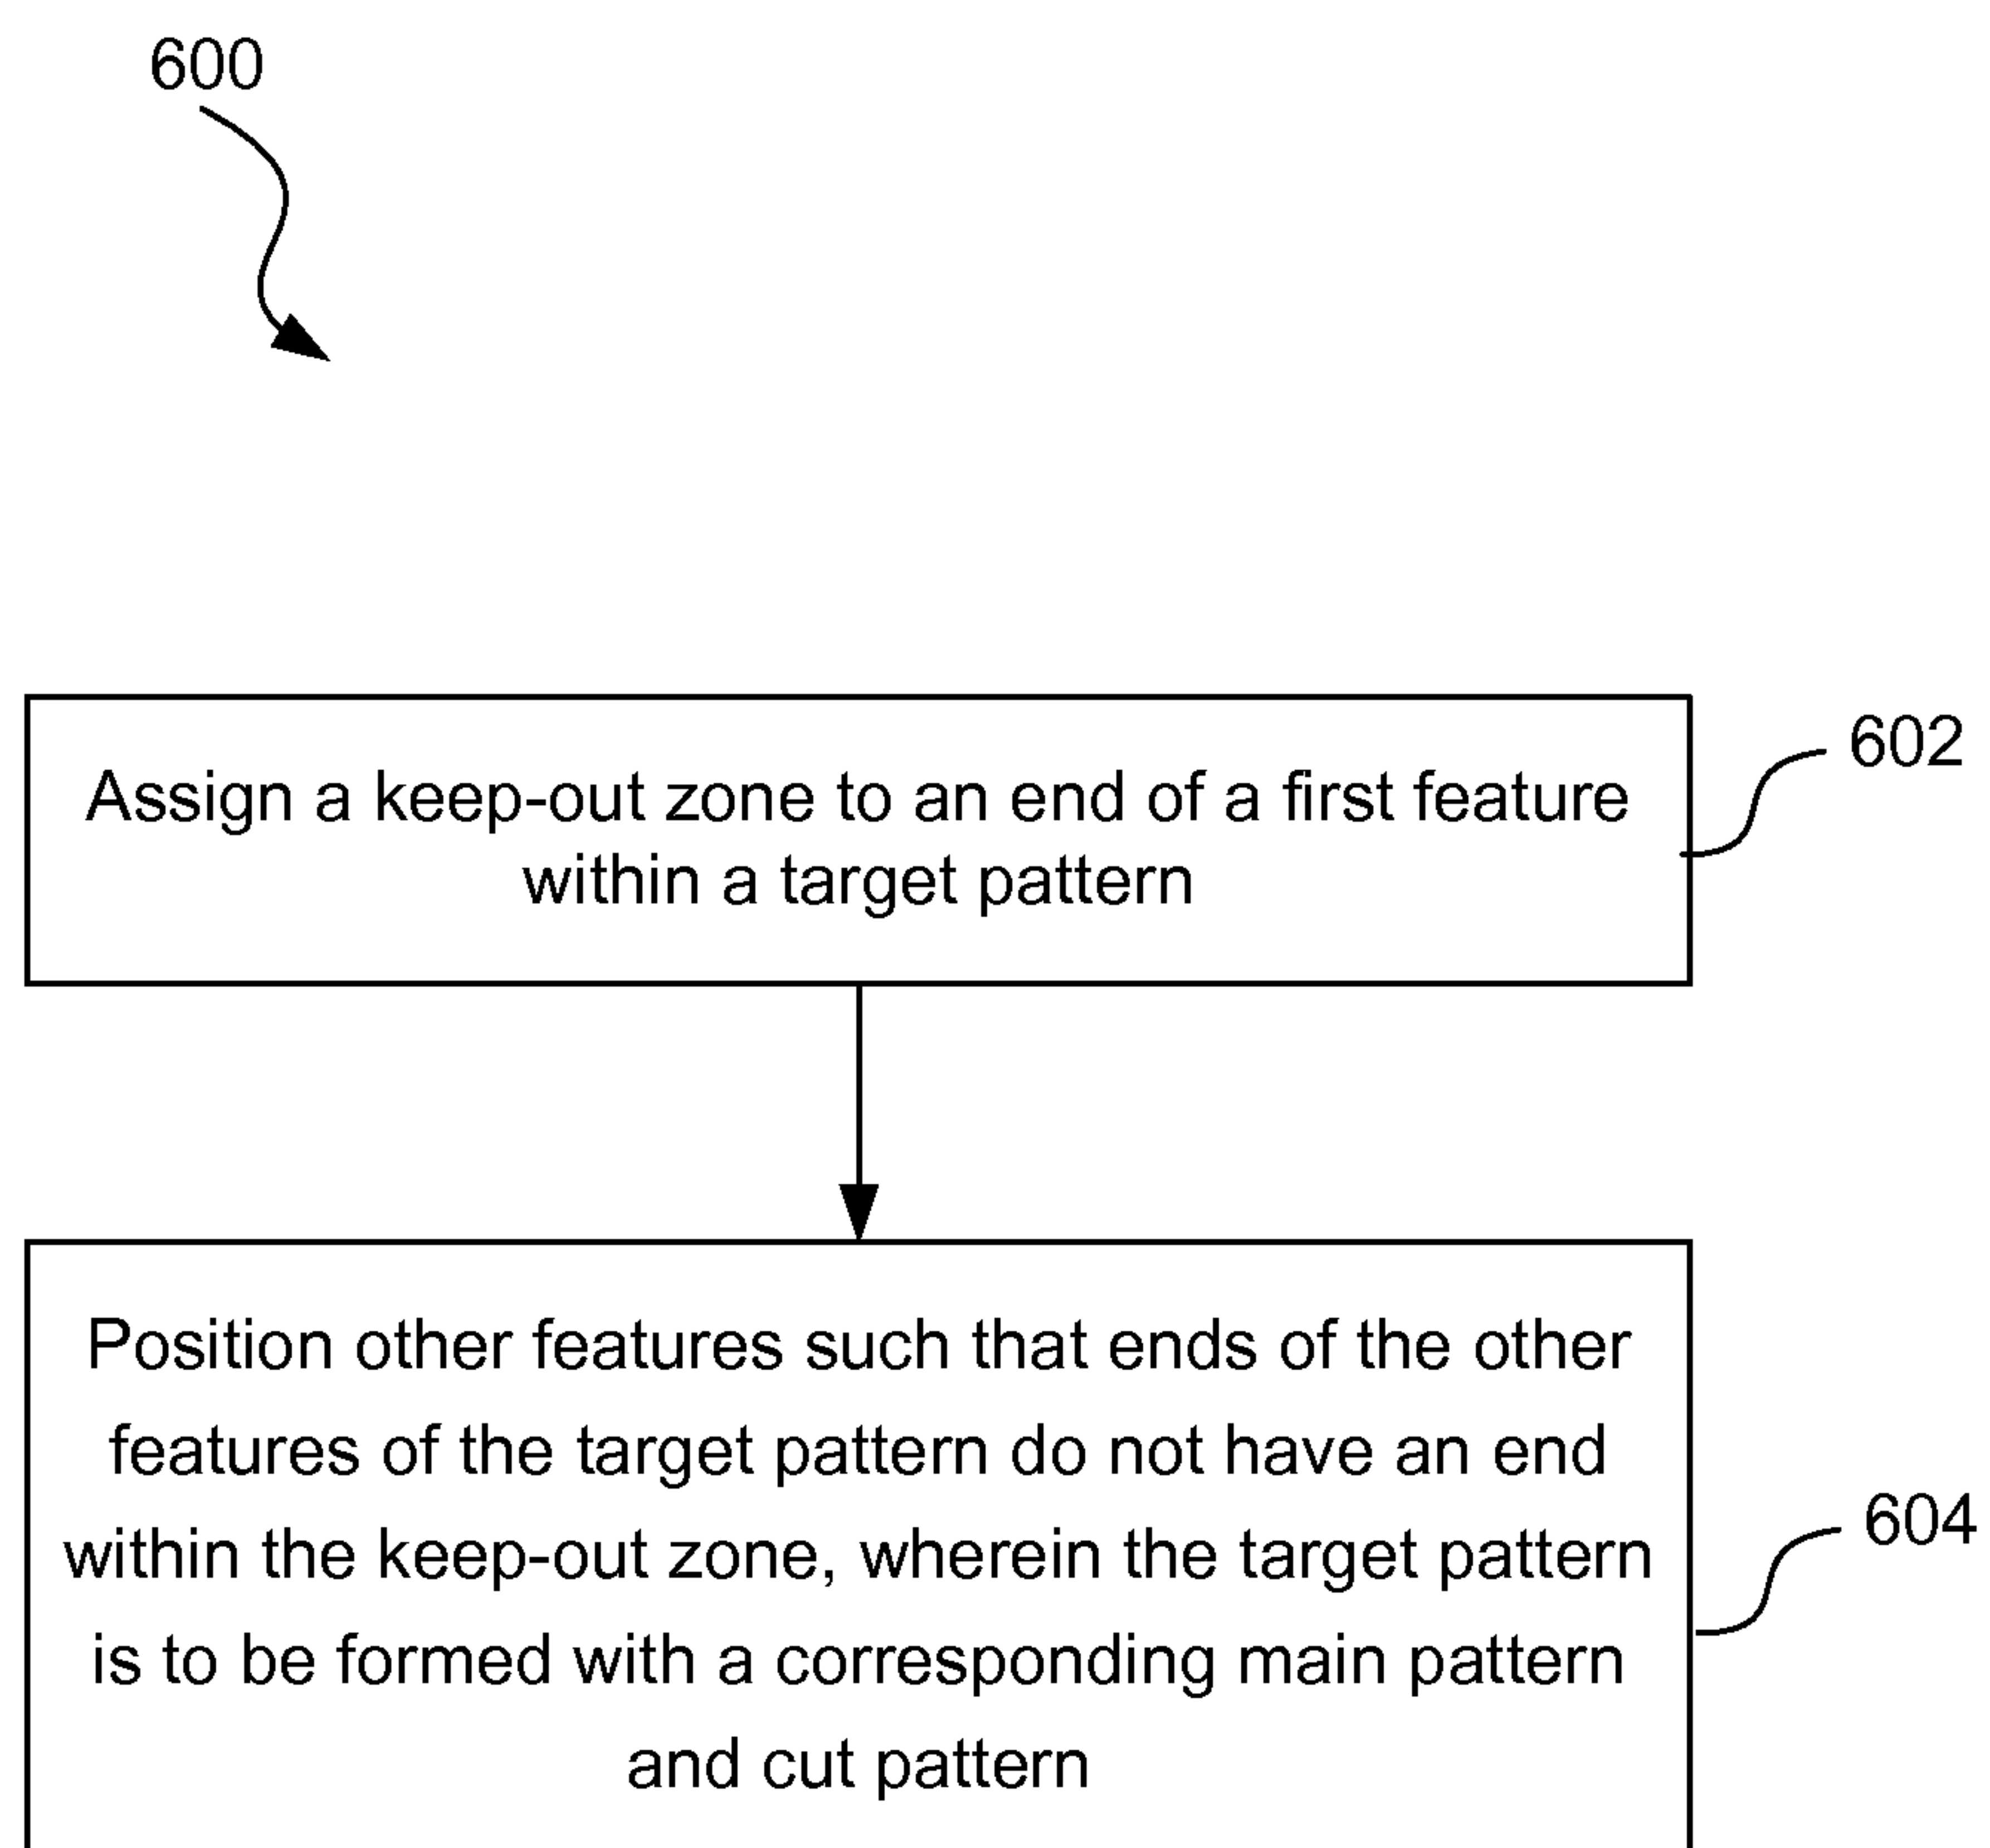 600
Assign a keep-out zone to an end of a first feature
within a target pattern
602
Position other features such that ends of the other
features of the target pattern do not have an end
within the keep-out zone, wherein the target pattern
is to be formed with a corresponding main pattern
and cut pattern
604